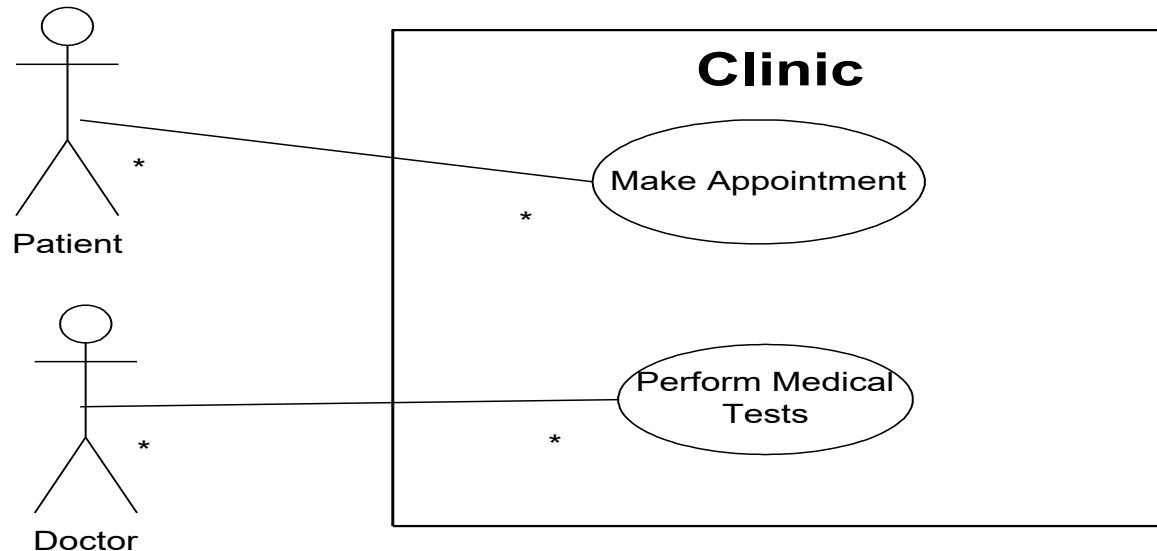 Clinic
Make Appointment
*
*
Patient
Perform Medical
Tests
*
*
Doctor